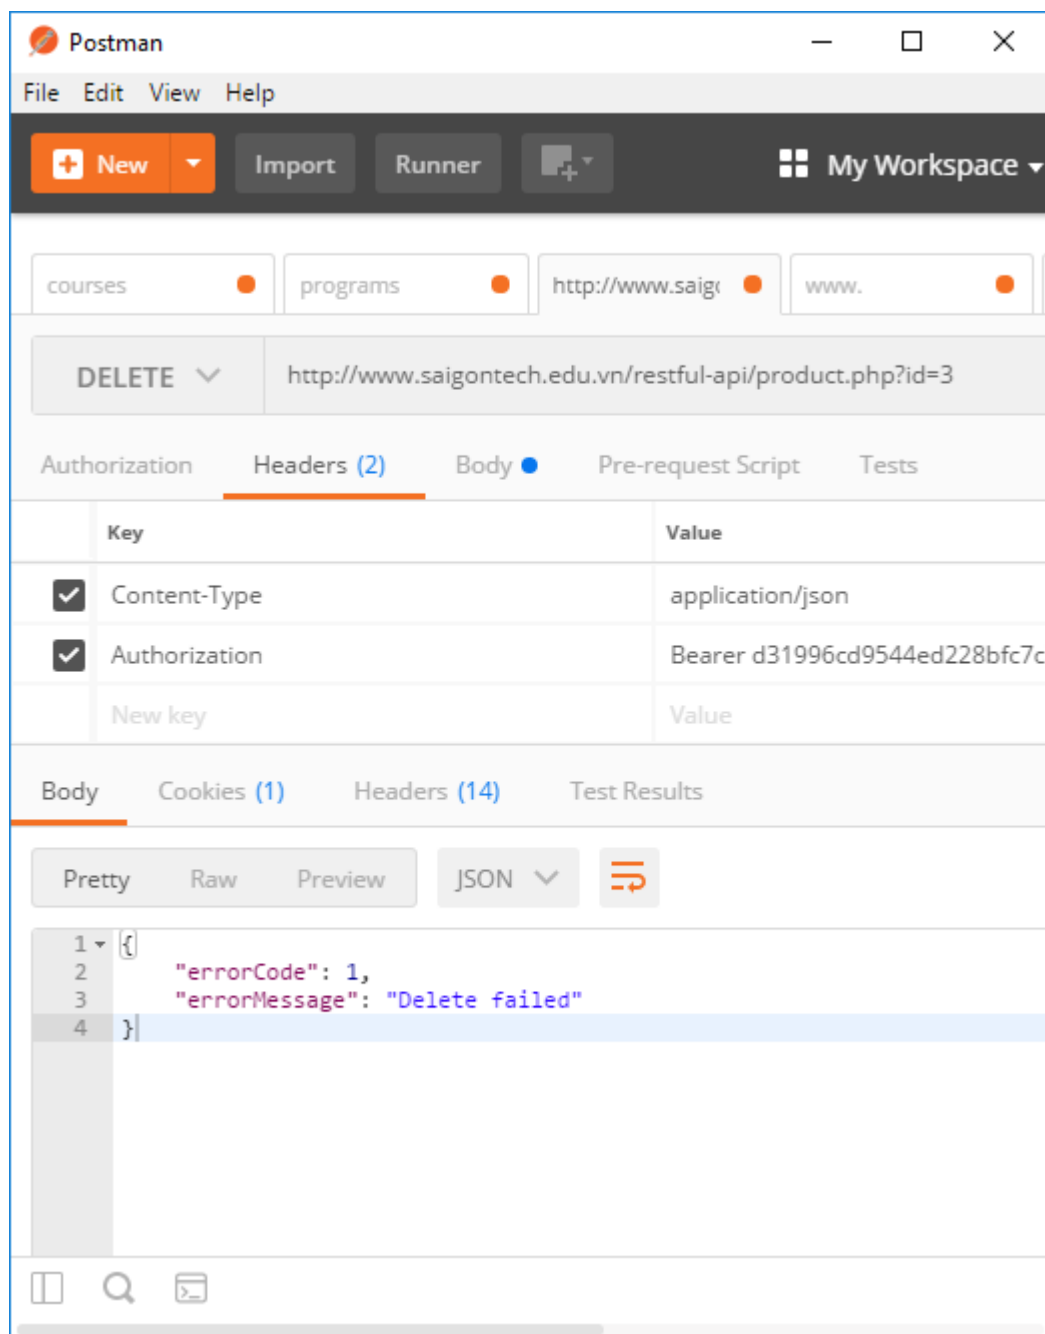 Postman
File Edit View Help
New Import Runner My Workspace
courses programs http://www.saig www.
DELETE http://www.saigontech.edu.vn/restful-api/product.php?id=3
Authorization Headers (2) Body Pre-request Script Tests
Key Value
Content-Type application/json
Authorization Bearer d31996cd9544ed228bfc7c
New key Value
Body Cookies (1) Headers (14) Test Results
Pretty Raw Preview JSON
1 {
2 "errorCode": 1,
3 "errorMessage": "Delete failed"
4 }